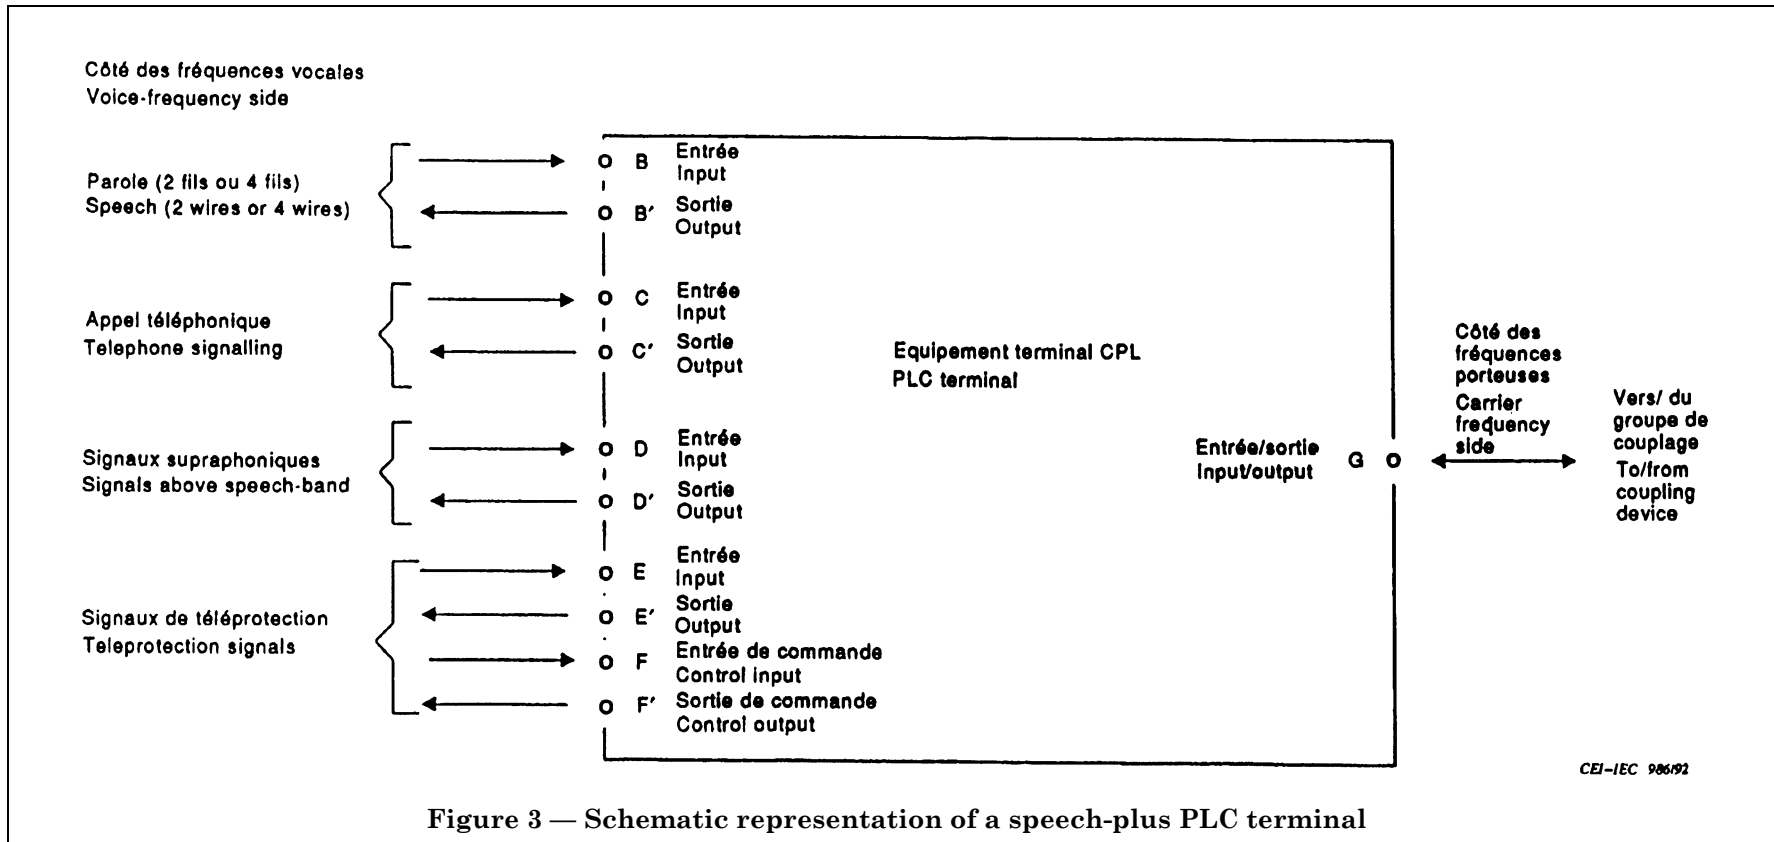 Côté des fréquences vocales
Voice-frequency side
Parole (2 fils ou 4 fils)
Speech (2 wires or 4 wires)
B Entrée
Input
B′ Sortie
Output
Appel téléphonique
Telephone signalling
C Entrée
Input
C′ Sortie
Output
Signaux supraphoniques
Signals above speech-band
D Entrée
Input
D′ Sortie
Output
Signaux de téléprotection
Teleprotection signals
E Entrée
Input
E′ Sortie
Output
F Entrée de commande
Control input
F′ Sortie de commande
Control output
Equipement terminal CPL
PLC terminal
Entrée/sortie
Input/output
G
Côté des
fréquences
porteuses
Carrier
frequency
side
Vers/ du
groupe de
couplage
To/from
coupling
device
CEI-IEC 986/92
Figure 3 — Schematic representation of a speech-plus PLC terminal